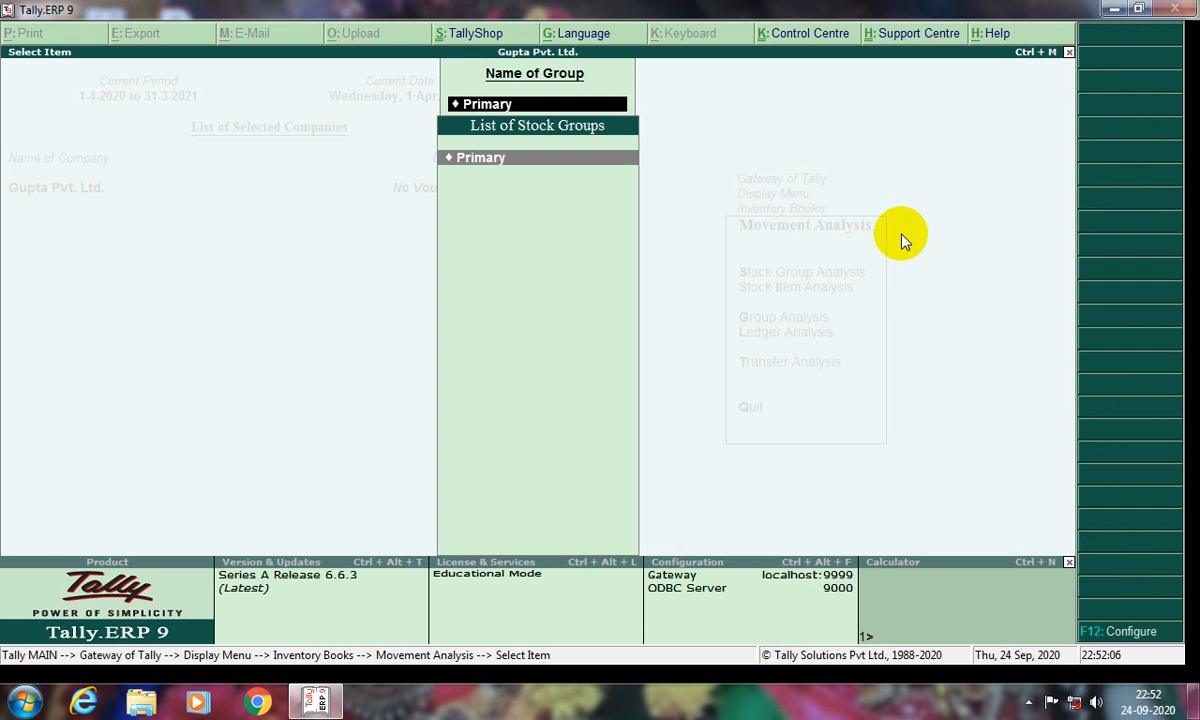 Tally.ERP 9
P: Print
E: Export
M: E-Mail
O: Upload
S: TallyShop
G: Language
K: Keyboard
K: Control Centre
H: Support Centre
H: Help
Select Item
Gupta Pvt. Ltd.
Ctrl + M
Current Period
1-4-2020 to 31-3-2021
Current Date
Wednesday, 1 Apr,
List of Selected Companies
Name of Company
Gupta Pvt. Ltd.
No Vou
Name of Group
♦ Primary
List of Stock Groups
♦ Primary
Gateway of Tally
Display Menu
Inventory Books
Movement Analysis
Stock Group Analysis
Stock Item Analysis
Group Analysis
Ledger Analysis
Transfer Analysis
Quit
Product
Tally
POWER OF SIMPLICITY
Tally.ERP 9
Version & Updates Ctrl + Alt + T
Series A Release 6.6.3
(Latest)
License & Services Ctrl + Alt + L
Educational Mode
Configuration Ctrl + Alt + F
Gateway localhost:9999
ODBC Server 9000
Calculator Ctrl + N
1>
F12: Configure
Tally MAIN --> Gateway of Tally --> Display Menu --> Inventory Books --> Movement Analysis --> Select Item
© Tally Solutions Pvt Ltd., 1988-2020
Thu, 24 Sep, 2020
22:52:06
Tally ERP 9
22:52
24-09-2020